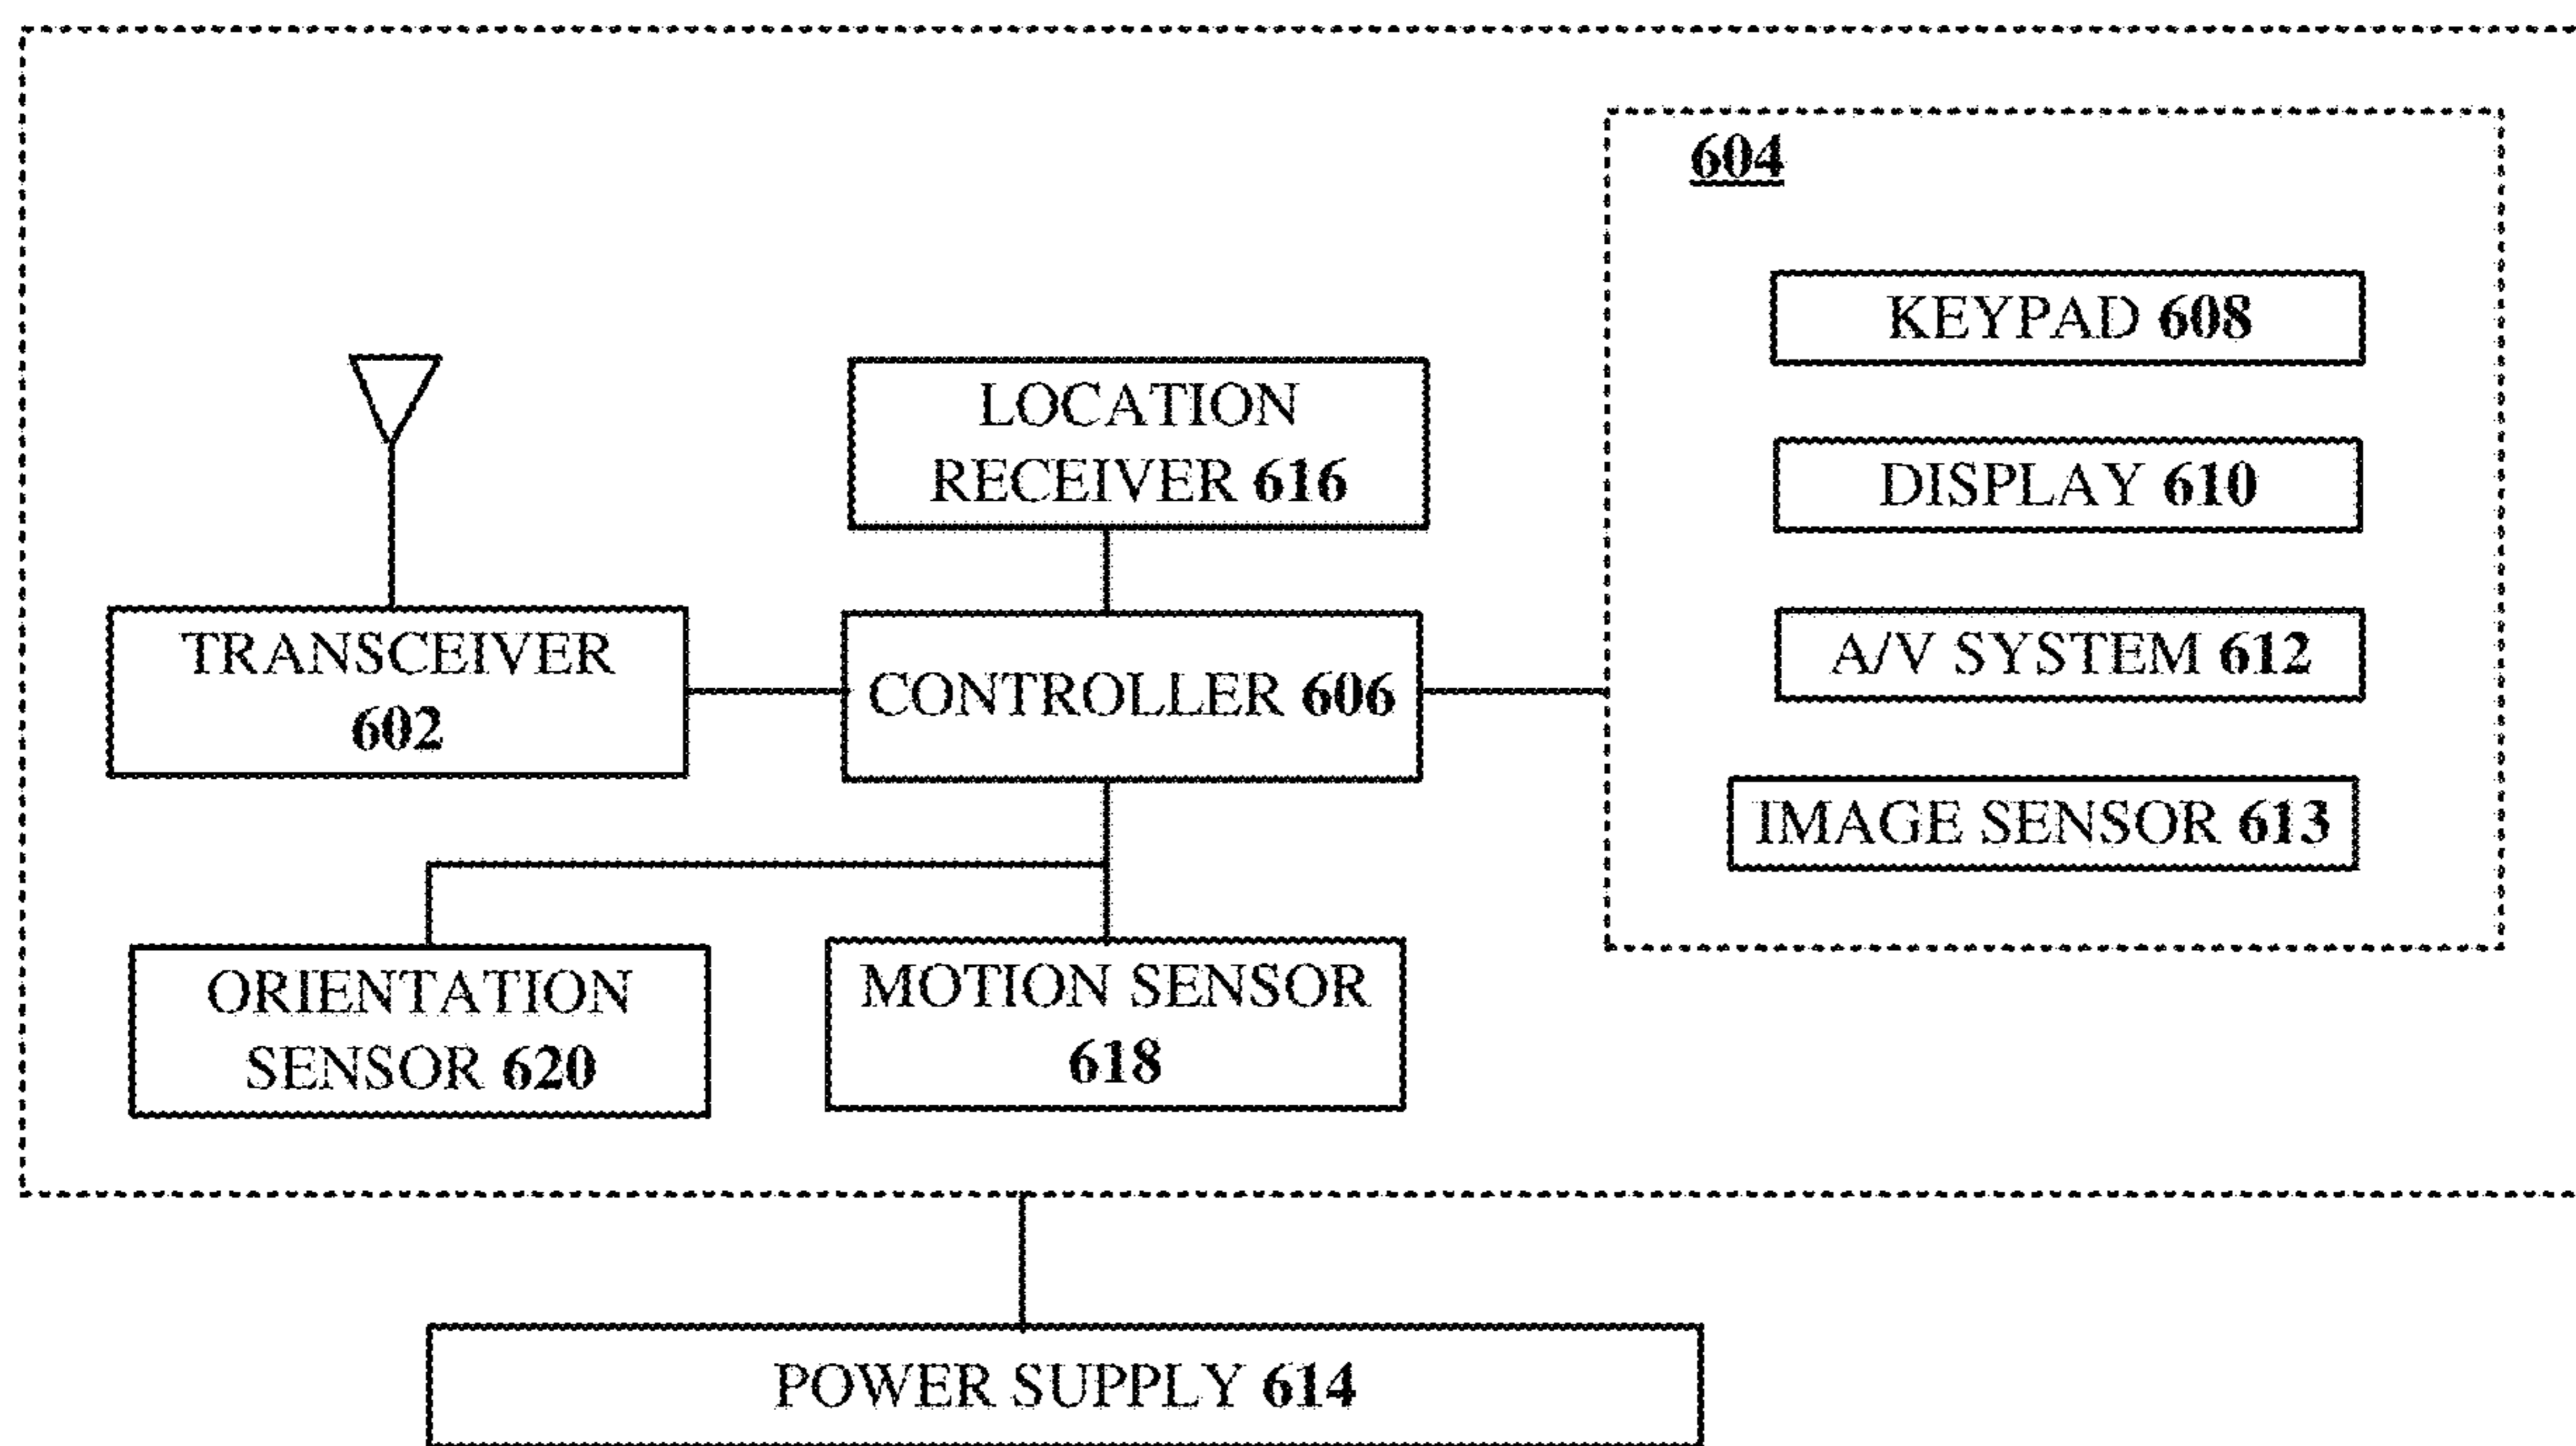 604
KEYPAD 608
LOCATION
RECEIVER 616
DISPLAY 610
TRANSCEIVER
602
CONTROLLER 606
A/V SYSTEM 612
IMAGE SENSOR 613
ORIENTATION
SENSOR 620
MOTION SENSOR
618
POWER SUPPLY 614